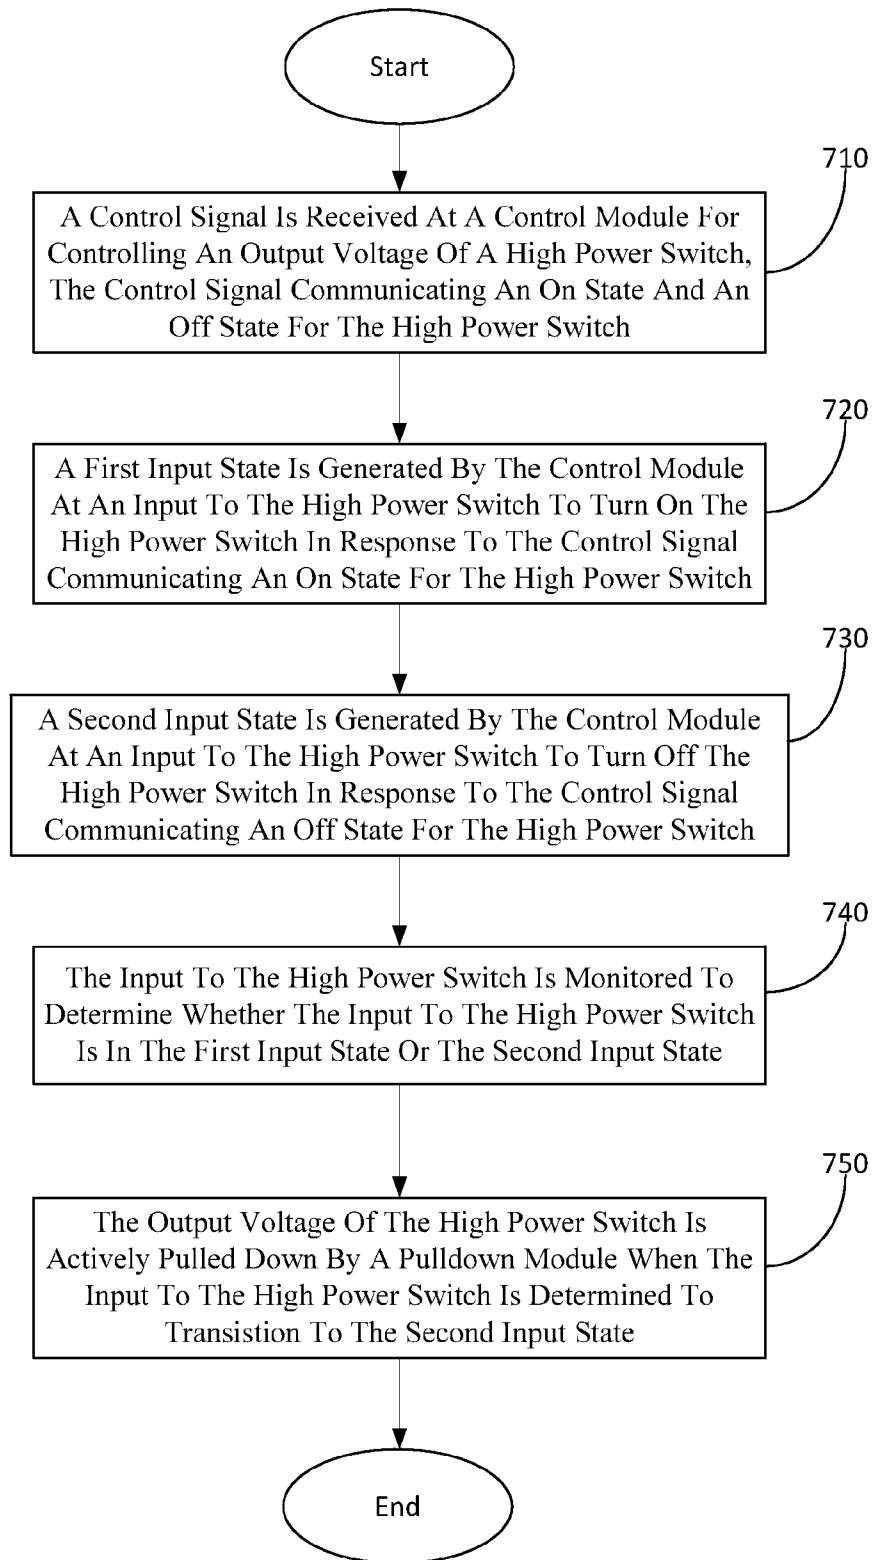 Start
710
A Control Signal Is Received At A Control Module For
Controlling An Output Voltage Of A High Power Switch,
The Control Signal Communicating An On State And An
Off State For The High Power Switch
720
A First Input State Is Generated By The Control Module
At An Input To The High Power Switch To Turn On The
High Power Switch In Response To The Control Signal
Communicating An On State For The High Power Switch
730
A Second Input State Is Generated By The Control Module
At An Input To The High Power Switch To Turn Off The
High Power Switch In Response To The Control Signal
Communicating An Off State For The High Power Switch
740
The Input To The High Power Switch Is Monitored To
Determine Whether The Input To The High Power Switch
Is In The First Input State Or The Second Input State
750
The Output Voltage Of The High Power Switch Is
Actively Pulled Down By A Pulldown Module When The
Input To The High Power Switch Is Determined To
Transistion To The Second Input State
End